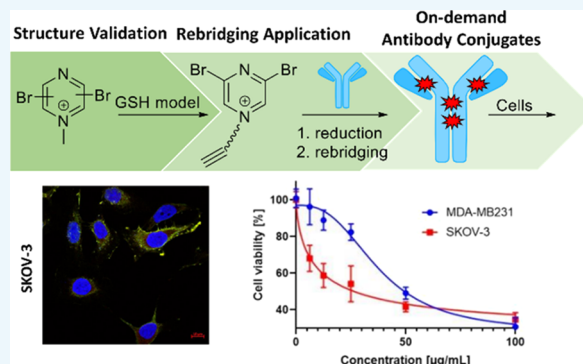 Structure Validation
Rebridging Application
On-demand
Antibody Conjugates
N
Br
Br
N
+
GSH model
Br
N
Br
N
+
1. reduction
2. rebridging
Cells
SKOV-3
Cell viability [%]
100
80
60
40
MDA-MB231
SKOV-3
0
50
100
Concentration [µg/mL]